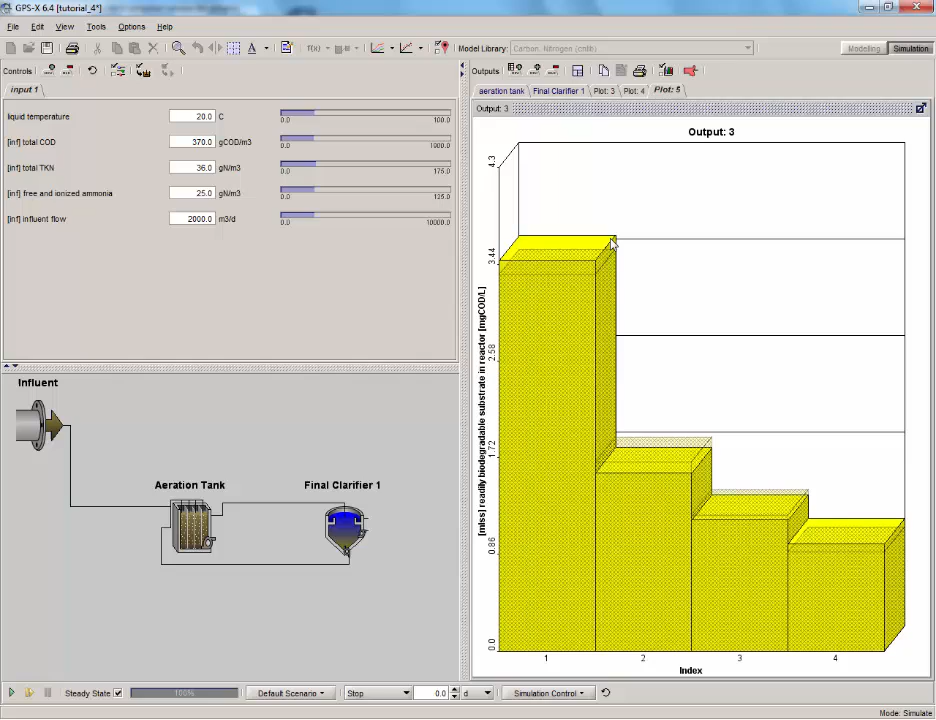 GPS-X 6.4 [tutorial_4*]
File Edit View Tools Options Help
A f(x) Model Library: Carbon, Nitrogen (cnlib) Modelling Simulation
Controls
Outputs
input 1
aeration tank Final Clarifier 1 Plot: 3 Plot: 4 Plot: 5
Output: 3
liquid temperature 20.0 C 0.0 100.0
[inf] total COD 370.0 gCOD/m3 0.0 1000.0
[inf] total TKN 36.0 gN/m3 0.0 175.0
[inf] free and ionized ammonia 25.0 gN/m3 0.0 125.0
[inf] influent flow 2000.0 m3/d 0.0 10000.0
Output: 3
4.3
3.44
2.58
1.72
0.86
0.0
[mlss] readily biodegradable substrate in reactor [mgCOD/L]
1 2 3 4
Index
Influent
Aeration Tank
Final Clarifier 1
Steady State 100% Default Scenario Stop 0.0 d Simulation Control
Mode: Simulate